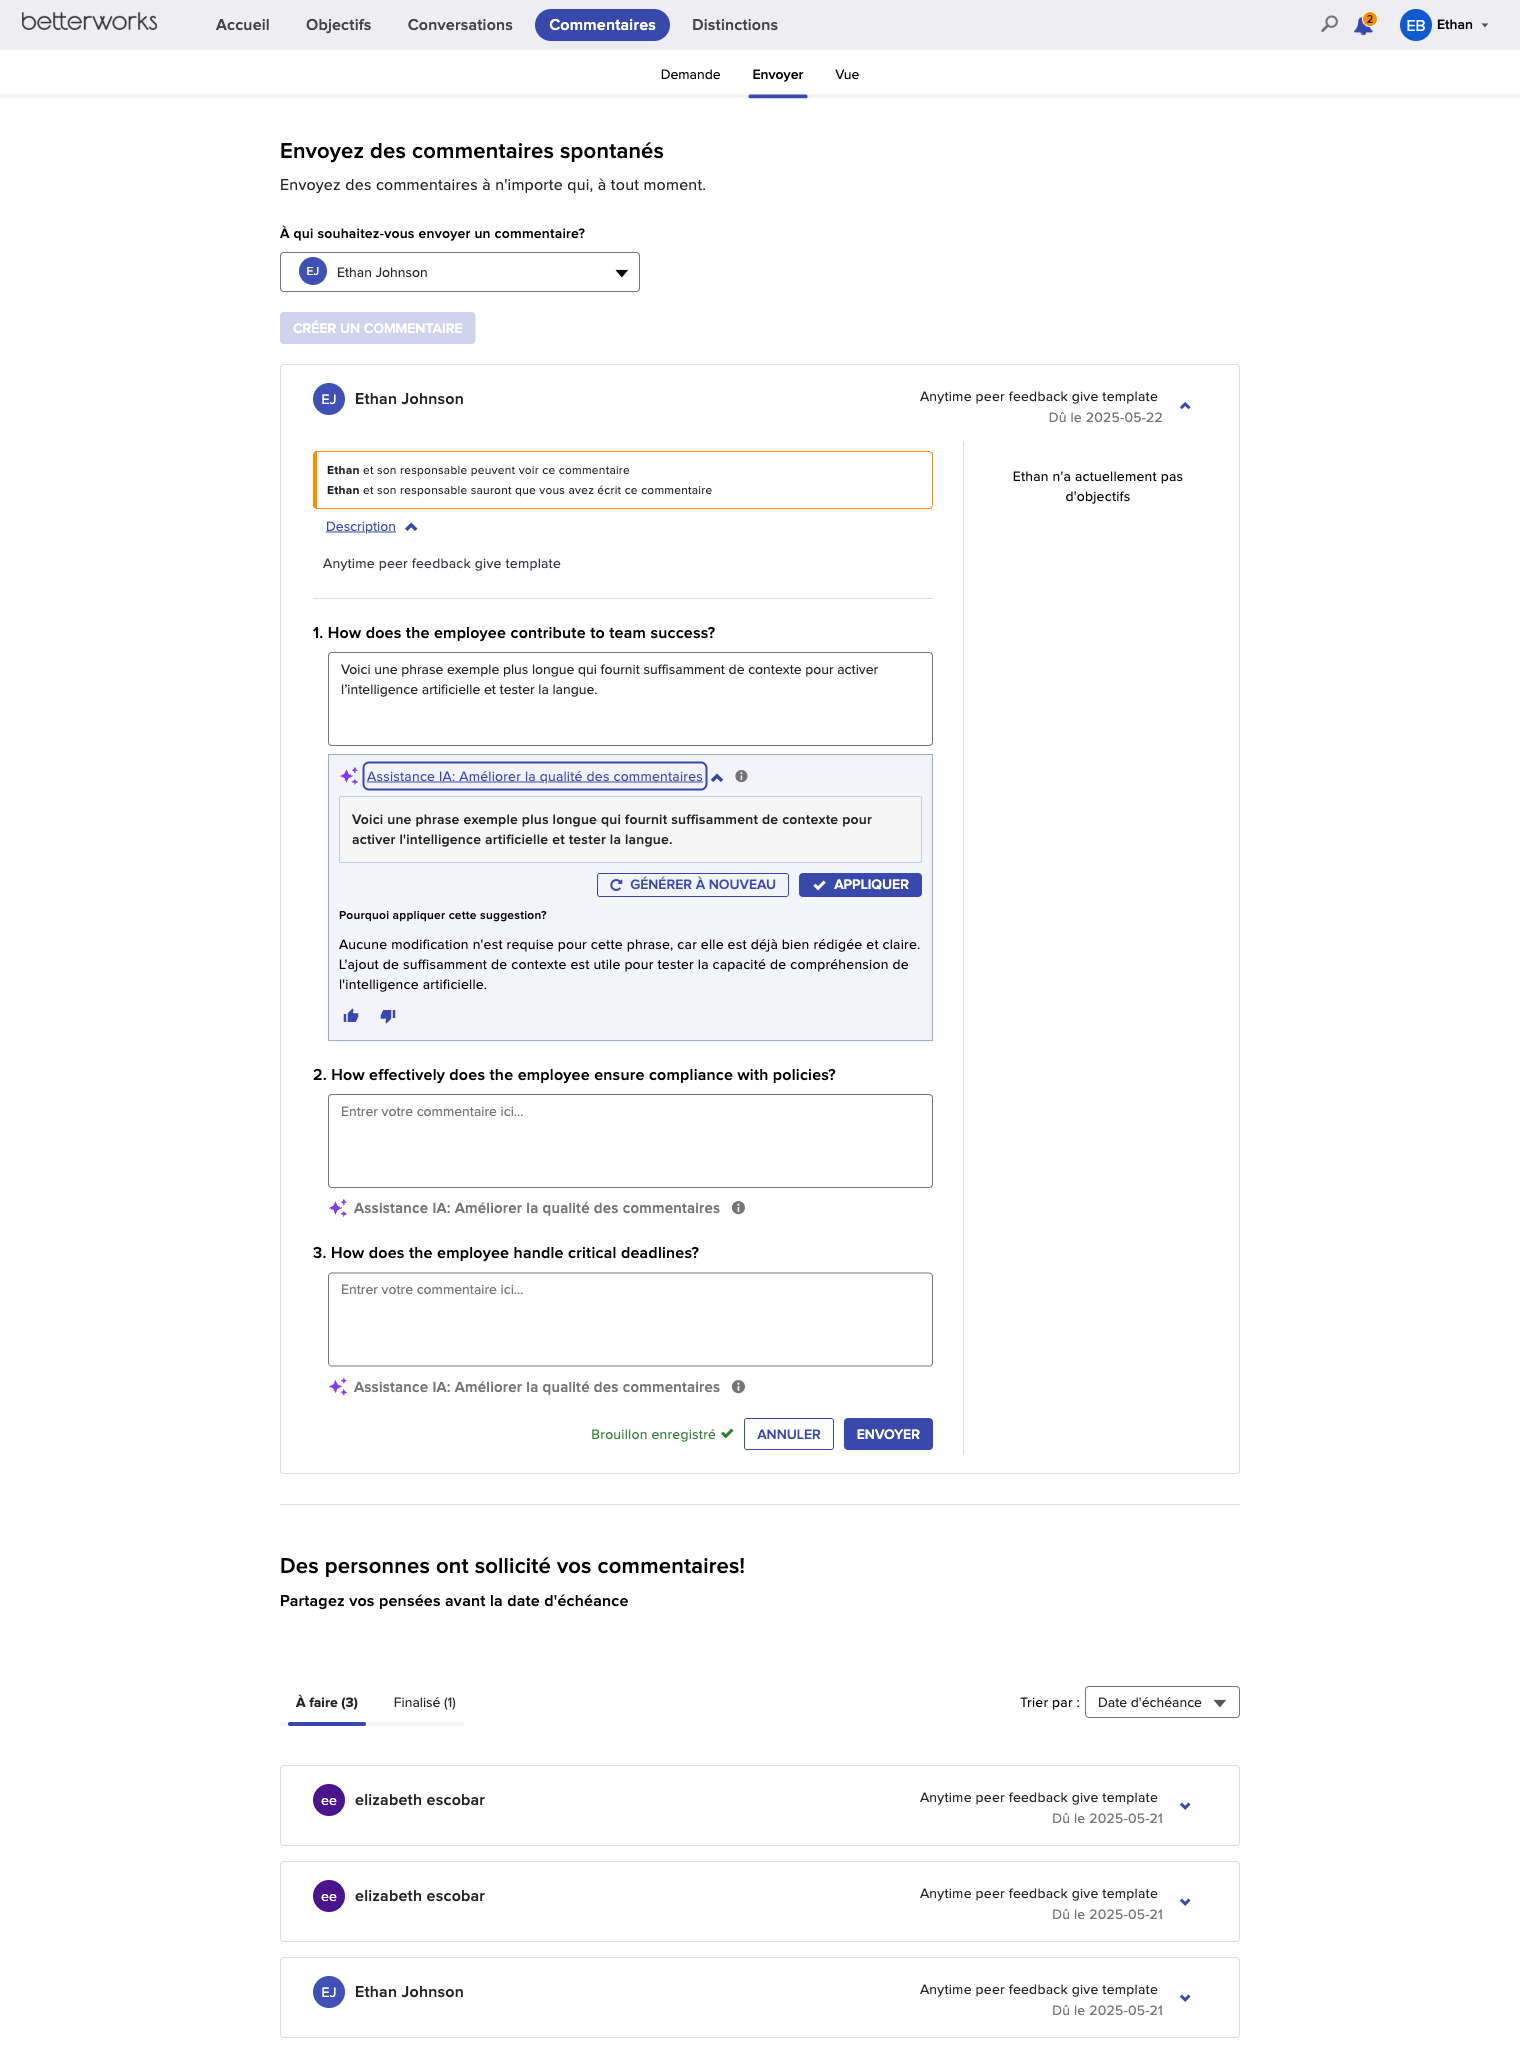 betterworks
Accueil Objectifs Conversations Commentaires Distinctions
2
EB Ethan
Demande Envoyer Vue
Envoyez des commentaires spontanés
Envoyez des commentaires à n'importe qui, à tout moment.
À qui souhaitez-vous envoyer un commentaire?
EJ Ethan Johnson
CRÉER UN COMMENTAIRE
EJ Ethan Johnson
Anytime peer feedback give template
Dû le 2025-05-22
Ethan et son responsable peuvent voir ce commentaire
Ethan et son responsable sauront que vous avez écrit ce commentaire
Ethan n'a actuellement pas
d'objectifs
Description
Anytime peer feedback give template
1. How does the employee contribute to team success?
Voici une phrase exemple plus longue qui fournit suffisamment de contexte pour activer
l'intelligence artificielle et tester la langue.
Assistance IA: Améliorer la qualité des commentaires
Voici une phrase exemple plus longue qui fournit suffisamment de contexte pour
activer l'intelligence artificielle et tester la langue.
GÉNÉRER À NOUVEAU APPLIQUER
Pourquoi appliquer cette suggestion?
Aucune modification n'est requise pour cette phrase, car elle est déjà bien rédigée et claire.
L'ajout de suffisamment de contexte est utile pour tester la capacité de compréhension de
l'intelligence artificielle.
2. How effectively does the employee ensure compliance with policies?
Entrer votre commentaire ici...
Assistance IA: Améliorer la qualité des commentaires
3. How does the employee handle critical deadlines?
Entrer votre commentaire ici...
Assistance IA: Améliorer la qualité des commentaires
Brouillon enregistré ANNULER ENVOYER
Des personnes ont sollicité vos commentaires!
Partagez vos pensées avant la date d'échéance
À faire (3) Finalisé (1)
Trier par : Date d'échéance
ee elizabeth escobar
Anytime peer feedback give template
Dû le 2025-05-21
ee elizabeth escobar
Anytime peer feedback give template
Dû le 2025-05-21
EJ Ethan Johnson
Anytime peer feedback give template
Dû le 2025-05-21